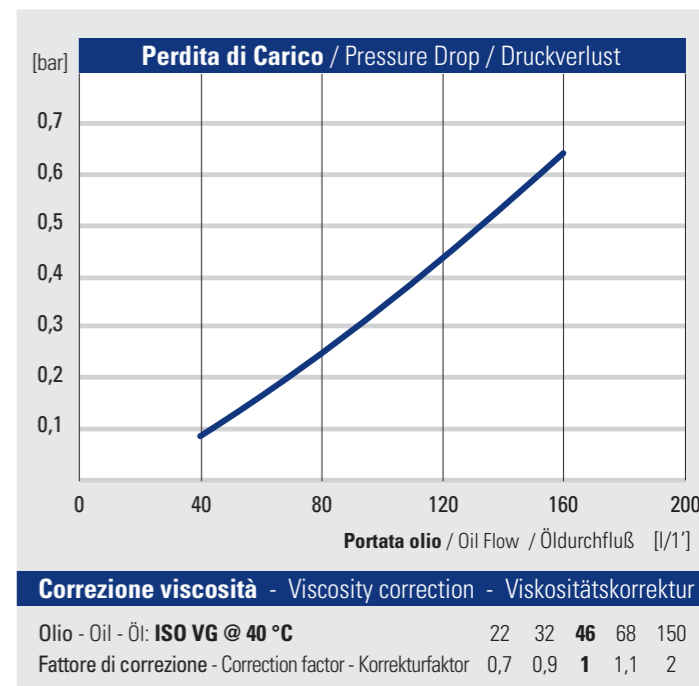 [bar] Perdita di Carico / Pressure Drop / Druckverlust
0,7
0,6
0,5
0,4
0,3
0,2
0,1
0 40 80 120 160 200
Portata olio / Oil Flow / Öldurchfluß [l/1']
Correzione viscosità - Viscosity correction - Viskositätskorrektur
Olio - Oil - Öl: ISO VG @ 40 °C 22 32 46 68 150
Fattore di correzione - Correction factor - Korrekturfaktor 0,7 0,9 1 1,1 2